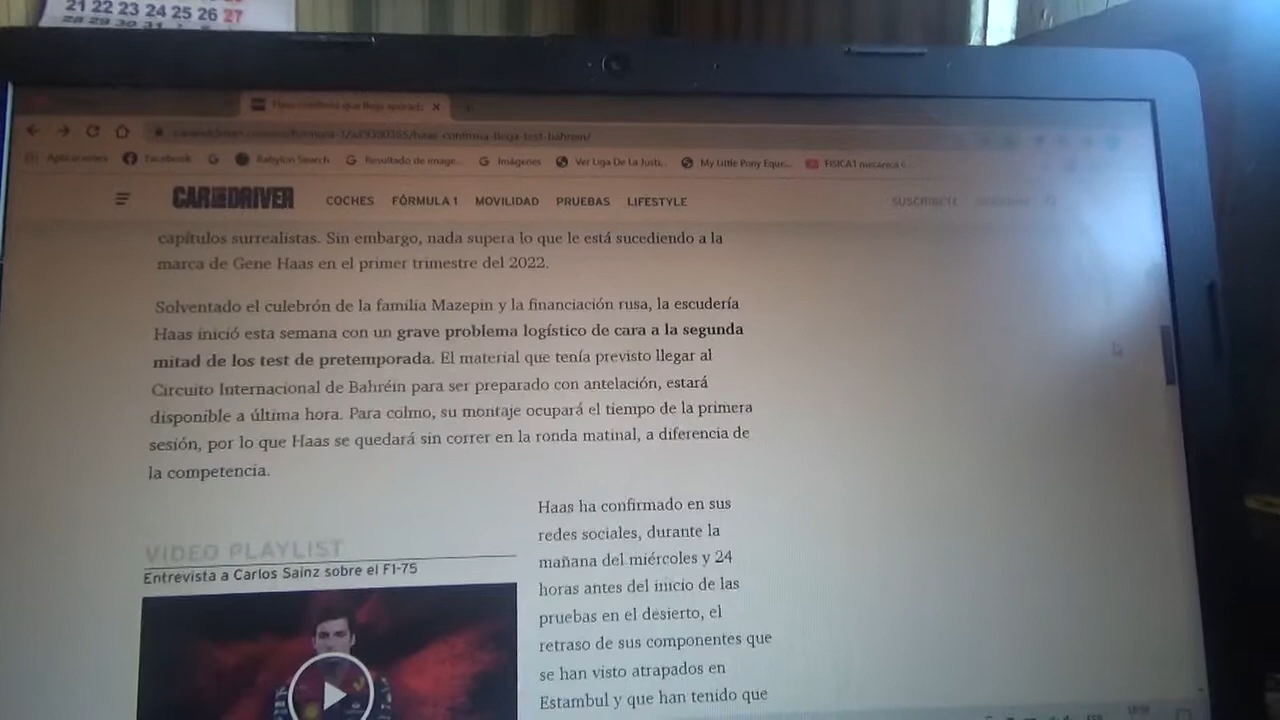 21 22 23 24 25 26 27
28 29 30 31
Aplicaciones
Facebook
G
Babylon Search
Resultado de image...
Imágenes
Ver Liga De La Justi...
My Little Pony Eque...
FISICA1 mecanica
CAR AND DRIVER
COCHES
FÓRMULA 1
MOVILIDAD
PRUEBAS
LIFESTYLE
SUSCRÍBETE
capítulos surrealistas. Sin embargo, nada supera lo que le está sucediendo a la
marca de Gene Haas en el primer trimestre del 2022.
Solventado el culebrón de la familia Mazepin y la financiación rusa, la escudería
Haas inició esta semana con un grave problema logístico de cara a la segunda
mitad de los test de pretemporada. El material que tenía previsto llegar al
Circuito Internacional de Bahréin para ser preparado con antelación, estará
disponible a última hora. Para colmo, su montaje ocupará el tiempo de la primera
sesión, por lo que Haas se quedará sin correr en la ronda matinal, a diferencia de
la competencia.
VIDEO PLAYLIST
Entrevista a Carlos Sainz sobre el F1-75
Haas ha confirmado en sus
redes sociales, durante la
mañana del miércoles y 24
horas antes del inicio de las
pruebas en el desierto, el
retraso de sus componentes que
se han visto atrapados en
Estambul y que han tenido que